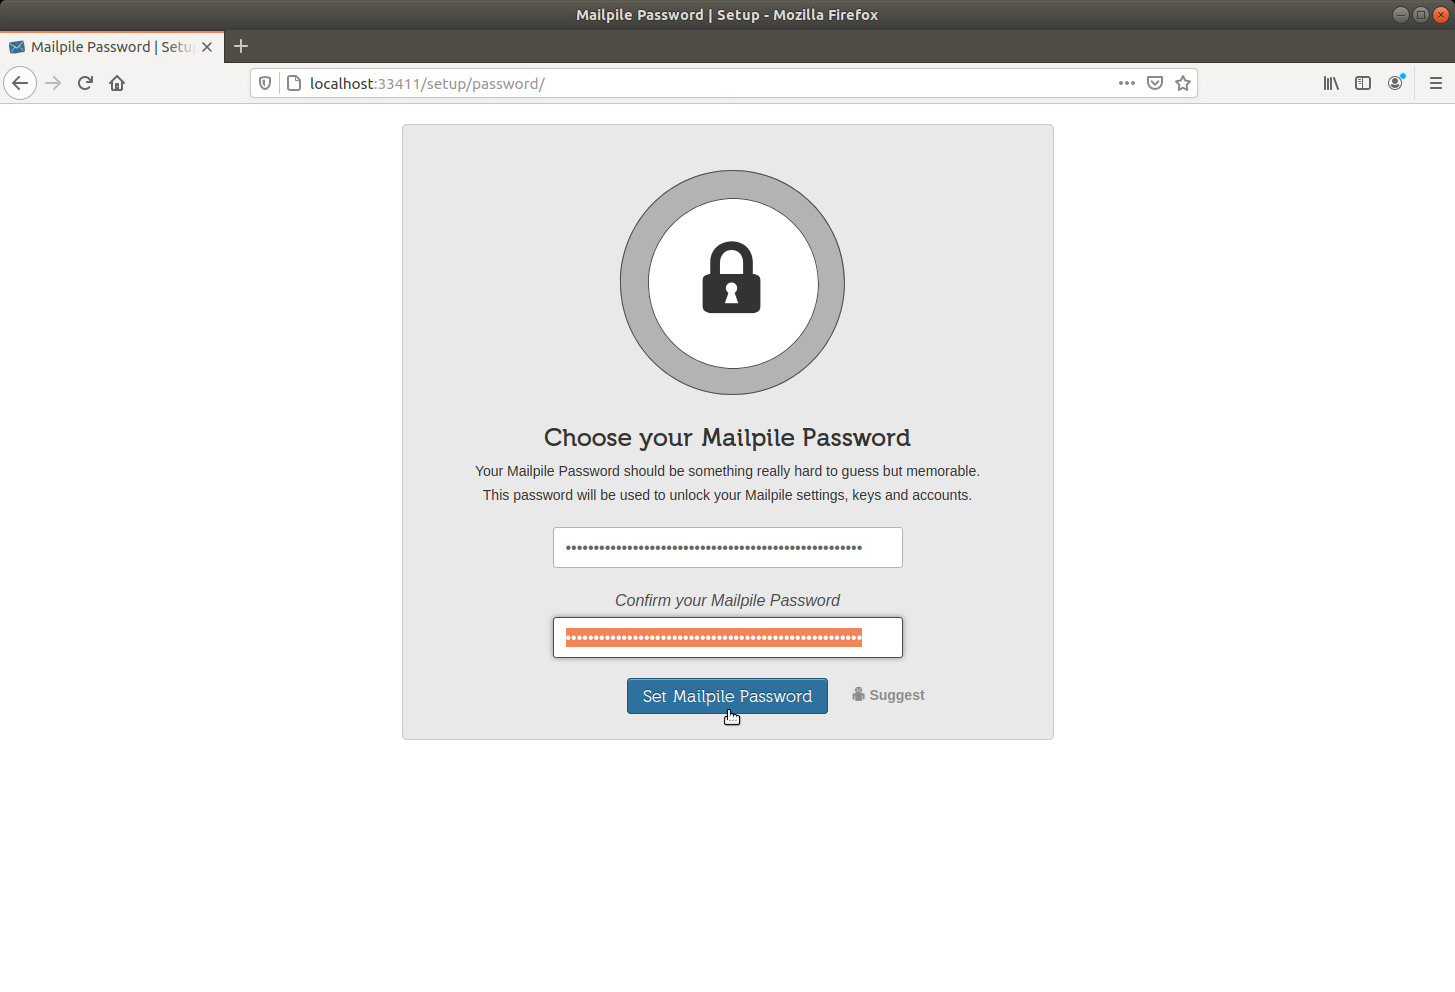 Mailpile Password | Setup - Mozilla Firefox
Mailpile Password | Setu
localhost:33411/setup/password/
Choose your Mailpile Password
Your Mailpile Password should be something really hard to guess but memorable.
This password will be used to unlock your Mailpile settings, keys and accounts.
Confirm your Mailpile Password
Set Mailpile Password
Suggest